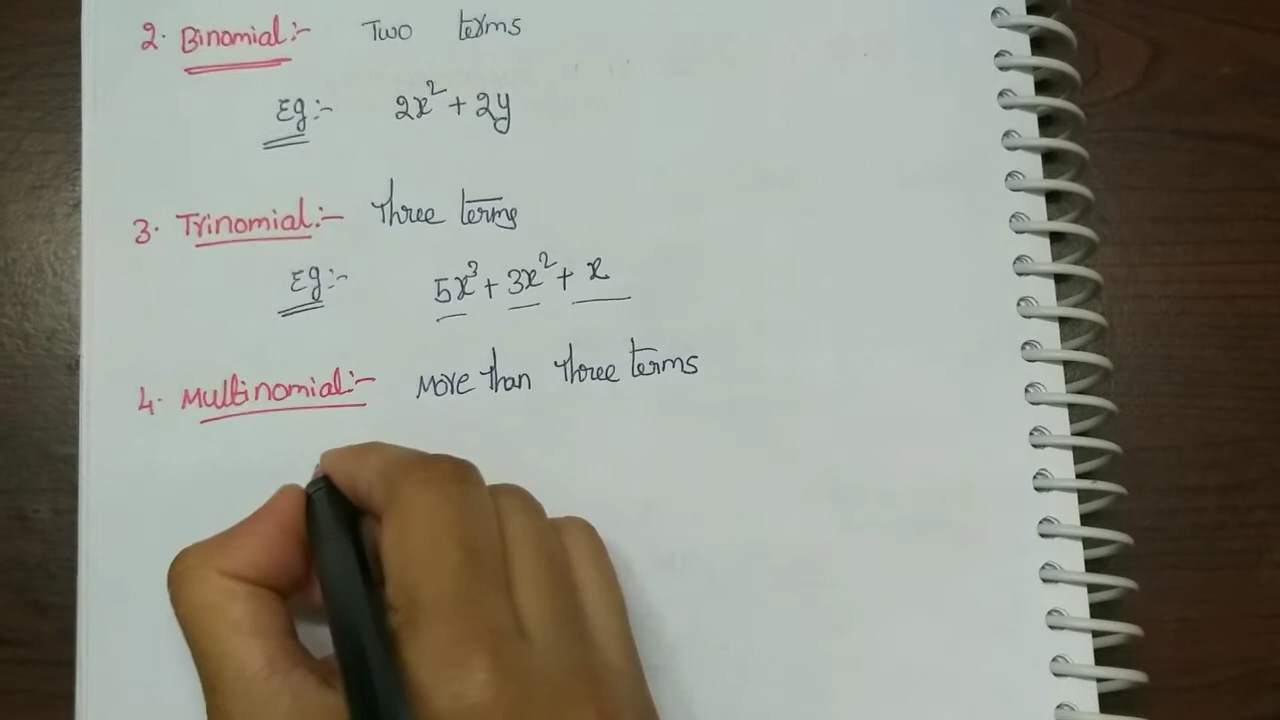 2. Binomial:- Two terms
Eg:- 2x² + 2y
3. Trinomial:- Three terms
Eg:- 5x³ + 3x² + x
4. Multinomial:- More than three terms